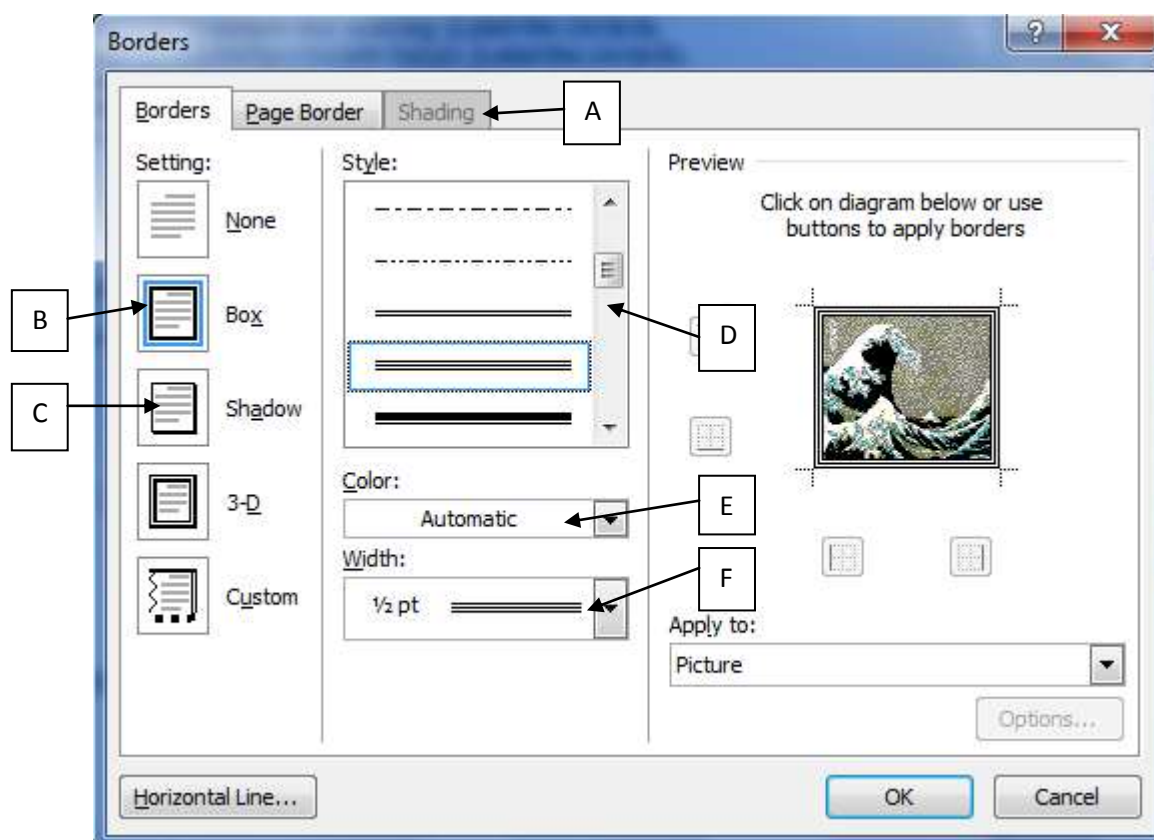 Borders
Borders Page Border Shading
A
Setting:
None
Box
Shadow
3-D
Custom
B
C
Style:
D
Color:
Automatic
E
Width:
½ pt
F
Preview
Click on diagram below or use
buttons to apply borders
Apply to:
Picture
Options...
Horizontal Line...
OK
Cancel